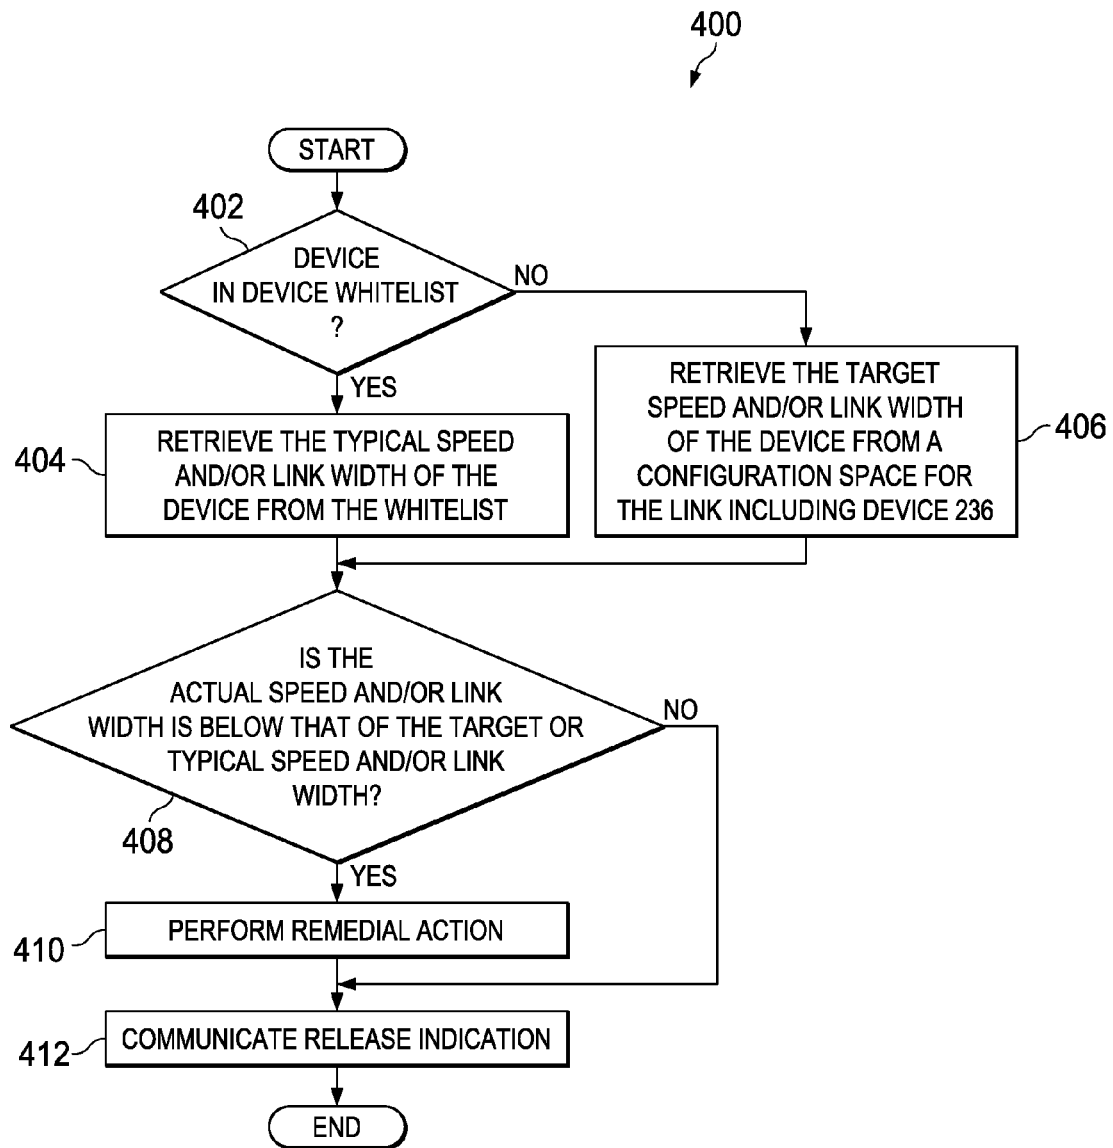 400
START
402
DEVICE
IN DEVICE WHITELIST
?
NO
YES
404
RETRIEVE THE TYPICAL SPEED
AND/OR LINK WIDTH OF THE
DEVICE FROM THE WHITELIST
RETRIEVE THE TARGET
SPEED AND/OR LINK WIDTH
OF THE DEVICE FROM A
CONFIGURATION SPACE FOR
THE LINK INCLUDING DEVICE 236
406
IS THE
ACTUAL SPEED AND/OR LINK
WIDTH IS BELOW THAT OF THE TARGET OR
TYPICAL SPEED AND/OR LINK
WIDTH?
NO
408
YES
410
PERFORM REMEDIAL ACTION
412
COMMUNICATE RELEASE INDICATION
END